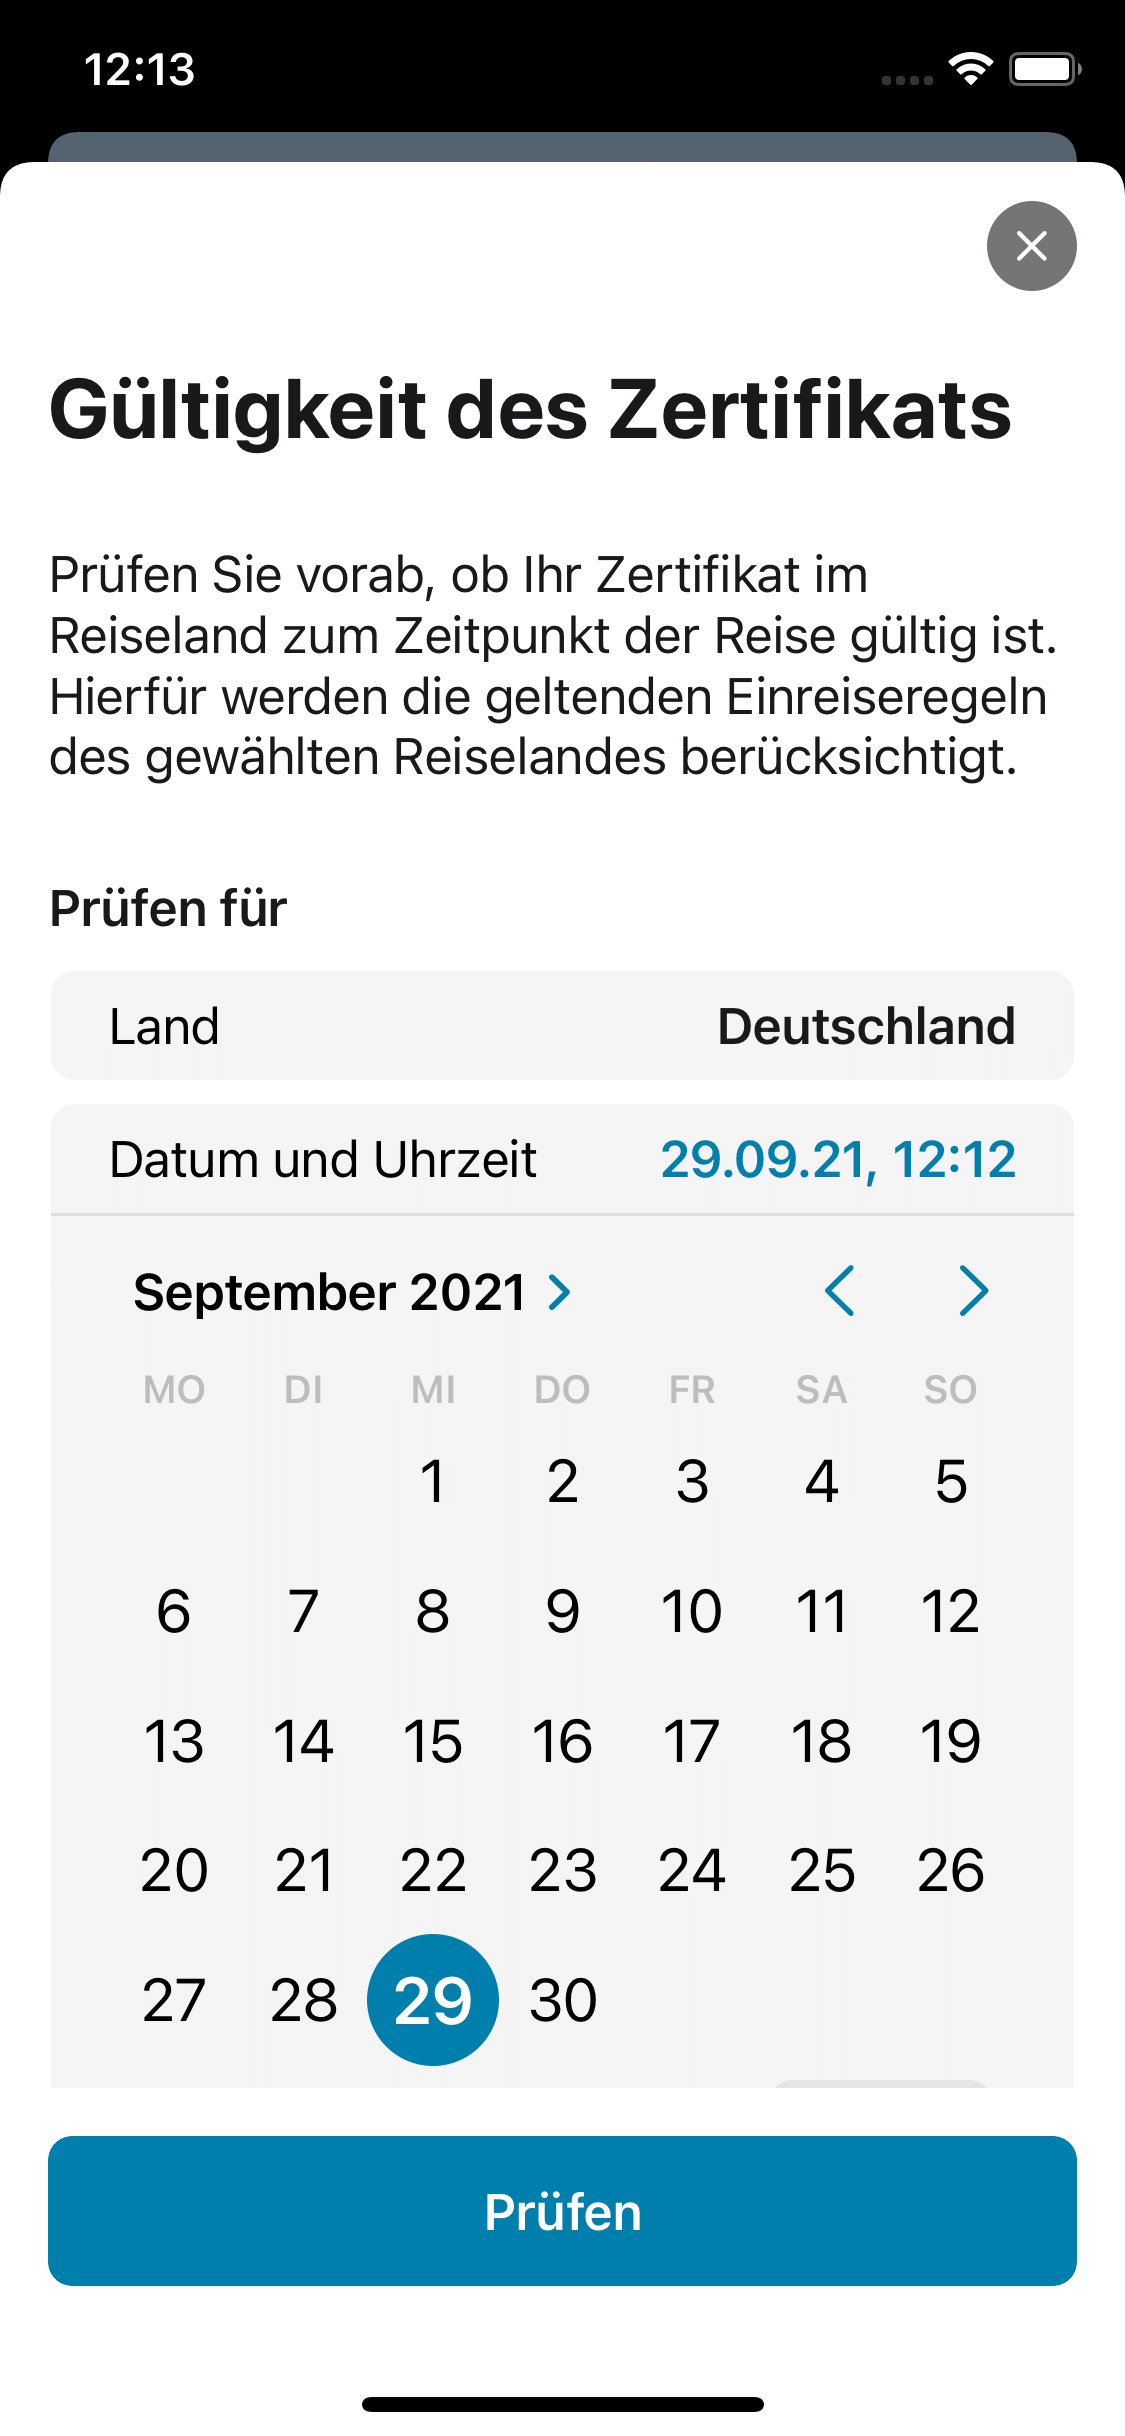 12:13
Gültigkeit des Zertifikats
Prüfen Sie vorab, ob Ihr Zertifikat im
Reiseland zum Zeitpunkt der Reise gültig ist.
Hierfür werden die geltenden Einreiseregeln
des gewählten Reiselandes berücksichtigt.
Prüfen für
Land Deutschland
Datum und Uhrzeit 29.09.21, 12:12
September 2021
MO DI MI DO FR SA SO
1 2 3 4 5
6 7 8 9 10 11 12
13 14 15 16 17 18 19
20 21 22 23 24 25 26
27 28 29 30
Prüfen